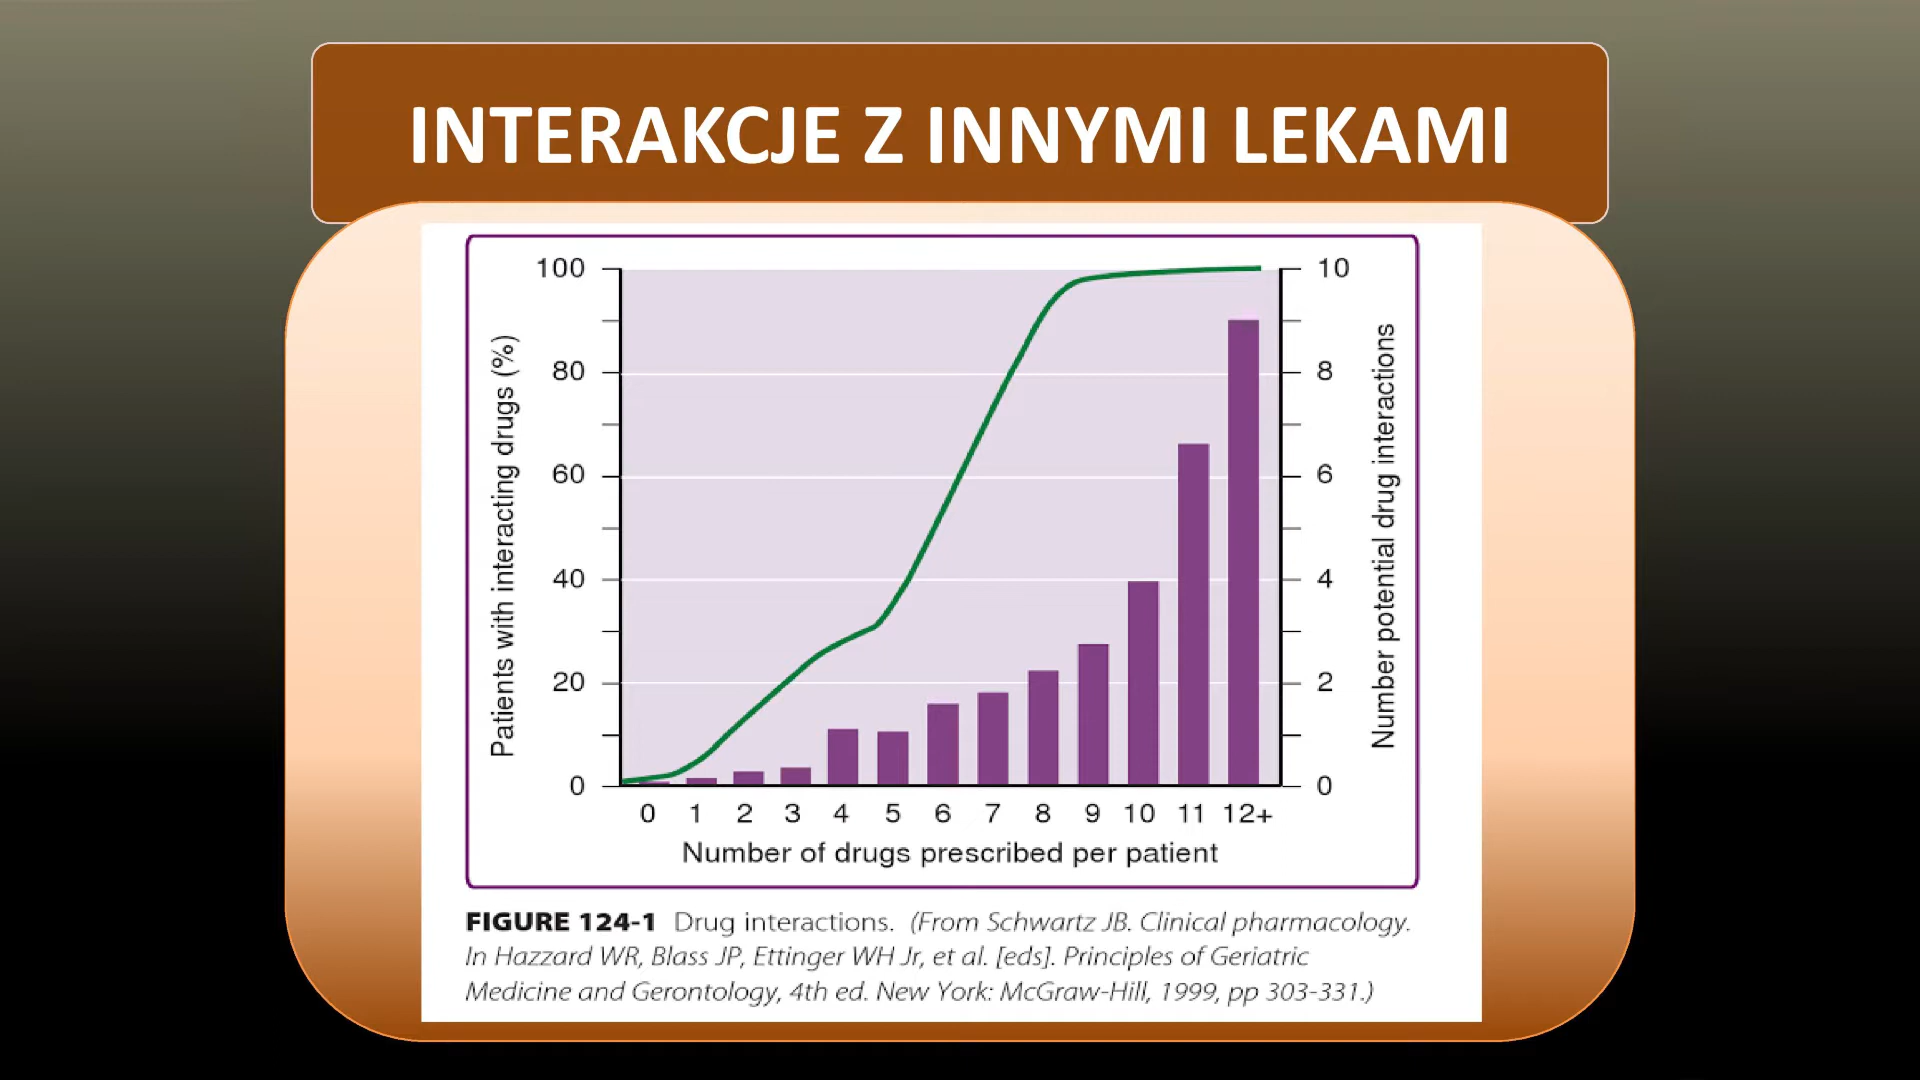 INTERAKCJE Z INNYMI LEKAMI
100
80
60
40
20
0
Patients with interacting drugs (%)
10
8
6
4
2
0
Number potential drug interactions
0 1 2 3 4 5 6 7 8 9 10 11 12+
Number of drugs prescribed per patient
FIGURE 124-1 Drug interactions. (From Schwartz JB. Clinical pharmacology.
In Hazzard WR, Blass JP, Ettinger WH Jr, et al. [eds]. Principles of Geriatric
Medicine and Gerontology, 4th ed. New York: McGraw-Hill, 1999, pp 303-331.)